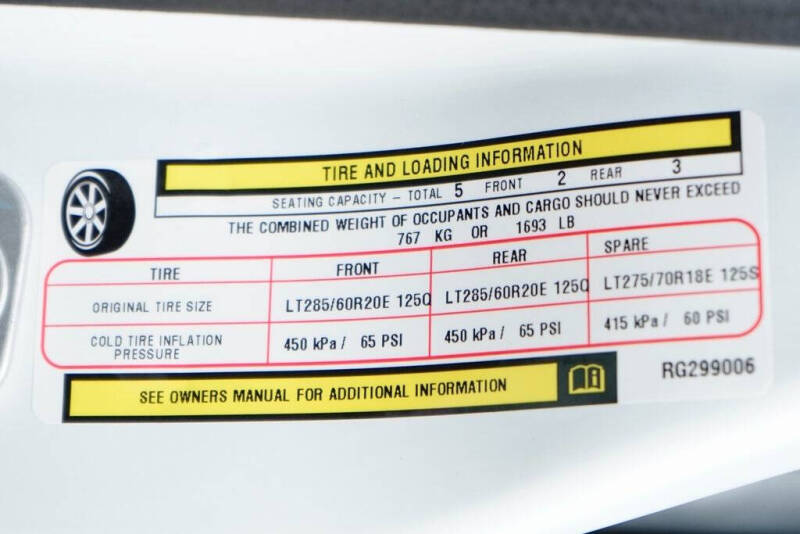 TIRE AND LOADING INFORMATION
SEATING CAPACITY - TOTAL 5 FRONT 2 REAR 3
THE COMBINED WEIGHT OF OCCUPANTS AND CARGO SHOULD NEVER EXCEED
767 KG OR 1693 LB
TIRE FRONT REAR SPARE
ORIGINAL TIRE SIZE LT285/60R20E 125Q LT285/60R20E 125Q LT275/70R18E 125S
COLD TIRE INFLATION PRESSURE 450 kPa / 65 PSI 450 kPa / 65 PSI 415 kPa / 60 PSI
SEE OWNERS MANUAL FOR ADDITIONAL INFORMATION
RG299006